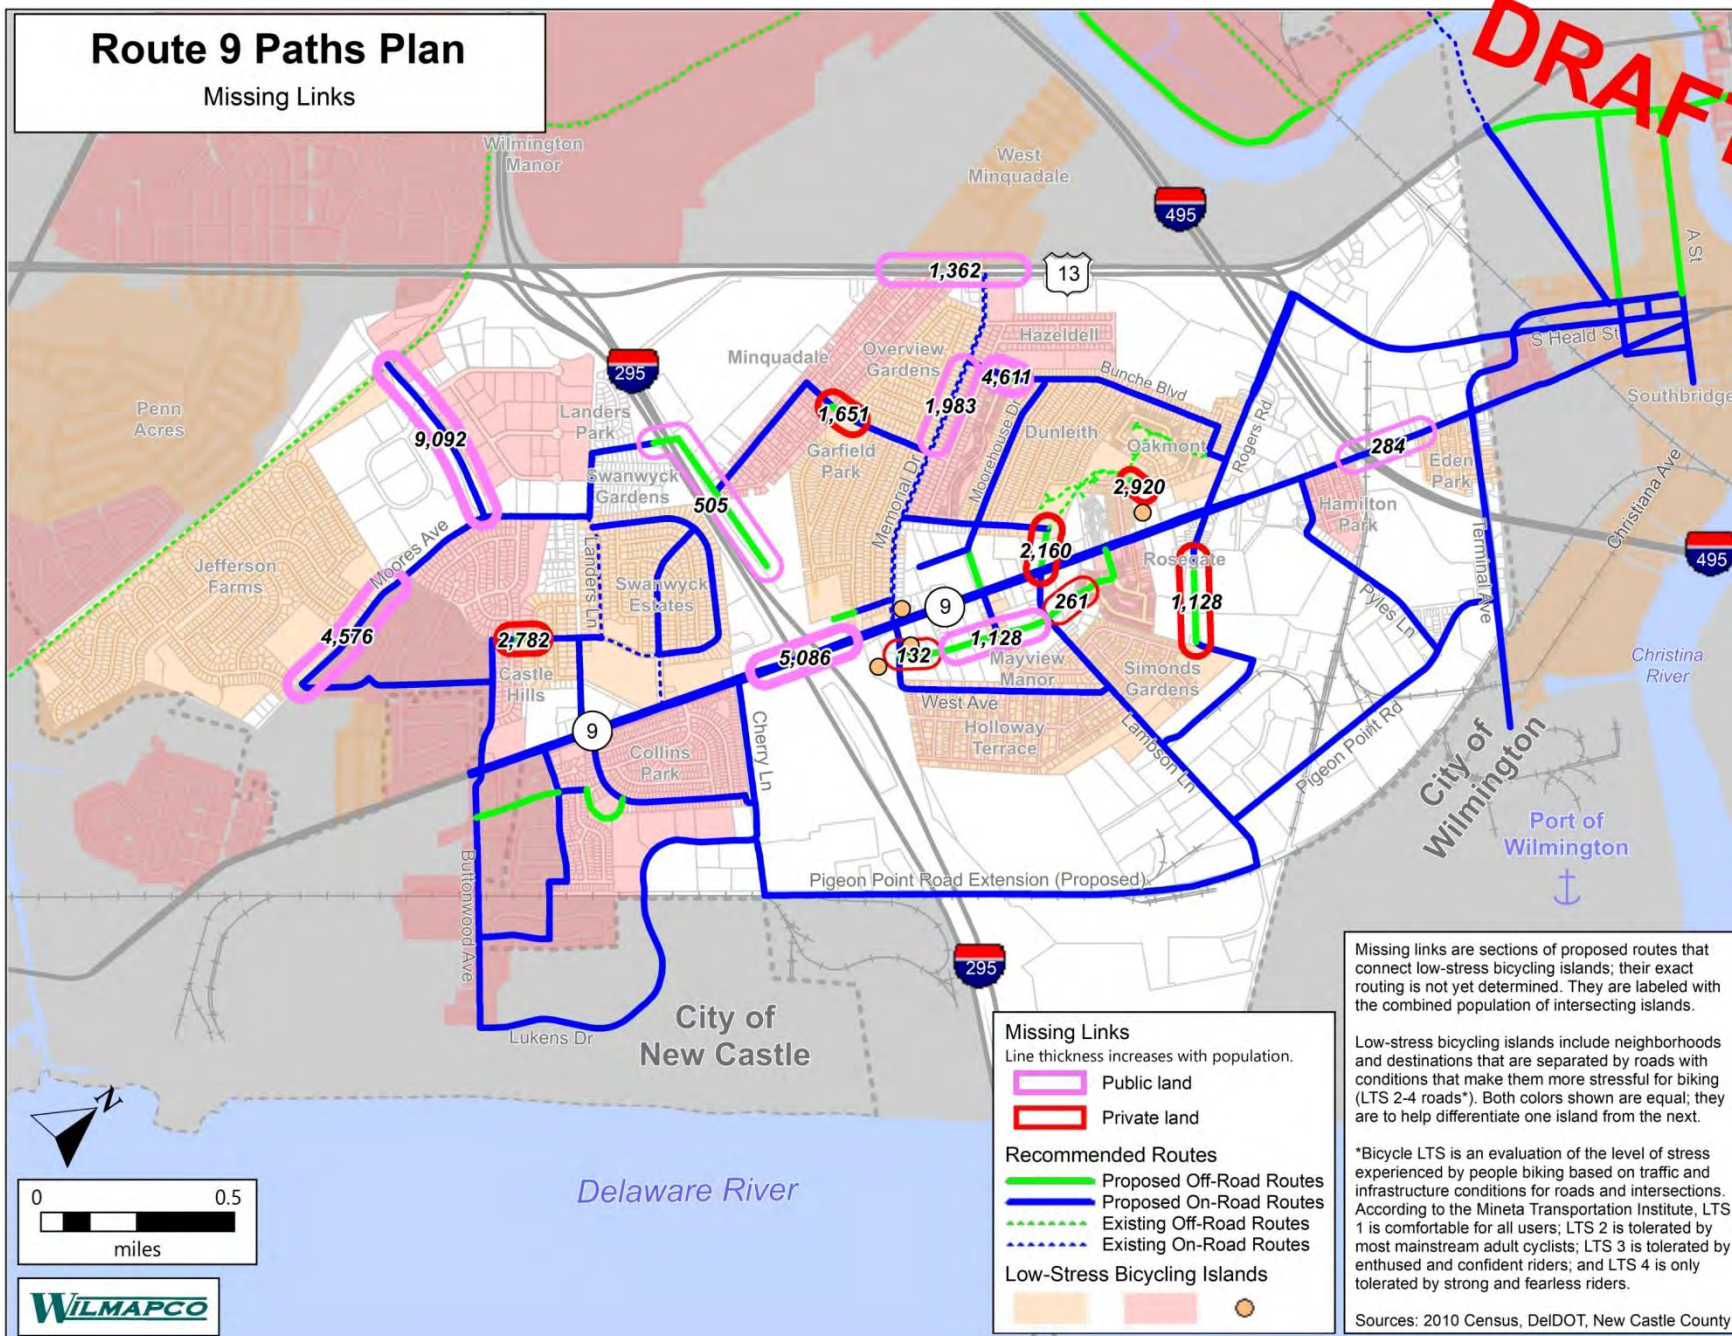 Route 9 Paths Plan
Missing Links
DRAFT
Wilmington
Manor
West
Minquadale
495
1,362
13
A St
Hazeldell
Minquadale
Overview
Gardens
S Heald St
295
4,611
Bunche Blvd
Southbridge
Penn
Acres
Landers
Park
1,651
1,983
Moorehouse Dr
Dunleith
Oakmont
Rogers Rd
9,092
Garfield
Park
284
Eden
Park
Swanwyck
Gardens
505
Memorial Dr
2,920
Hamilton
Park
Christiana Ave
Terminal Ave
Moores Ave
Jefferson
Farms
Landers Ln
Swanwyck
Estates
2,160
Rosegate
495
9
261
1,128
Pyles Ln
4,576
2,782
5,086
132
1,128
Mayview
Manor
Simonds
Gardens
Christina
River
Castle
Hills
West Ave
9
Cherry Ln
Holloway
Terrace
Lambson Ln
Pigeon Point Rd
Collins
Park
City of
Wilmington
Port of
Wilmington
Buttonwood Ave
Pigeon Point Road Extension (Proposed)
295
City of
New Castle
Lukens Dr
N
Delaware River
0 0.5
miles
WILMAPCO
Missing Links
Line thickness increases with population.
Public land
Private land
Recommended Routes
Proposed Off-Road Routes
Proposed On-Road Routes
Existing Off-Road Routes
Existing On-Road Routes
Low-Stress Bicycling Islands
Missing links are sections of proposed routes that
connect low-stress bicycling islands; their exact
routing is not yet determined. They are labeled with
the combined population of intersecting islands.
Low-stress bicycling islands include neighborhoods
and destinations that are separated by roads with
conditions that make them more stressful for biking
(LTS 2-4 roads*). Both colors shown are equal; they
are to help differentiate one island from the next.
*Bicycle LTS is an evaluation of the level of stress
experienced by people biking based on traffic and
infrastructure conditions for roads and intersections.
According to the Mineta Transportation Institute, LTS
1 is comfortable for all users; LTS 2 is tolerated by
most mainstream adult cyclists; LTS 3 is tolerated by
enthused and confident riders; and LTS 4 is only
tolerated by strong and fearless riders.
Sources: 2010 Census, DelDOT, New Castle County